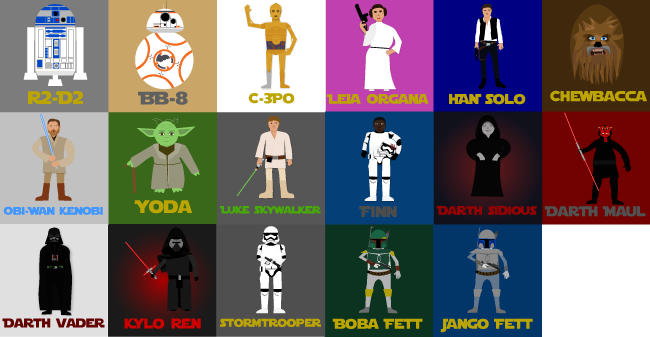 R2-D2
BB-8
C-3PO
Leia Organa
Han Solo
Chewbacca
Obi-Wan Kenobi
Yoda
Luke Skywalker
Finn
Darth Sidious
Darth Maul
Darth Vader
Kylo Ren
Stormtrooper
Boba Fett
Jango Fett